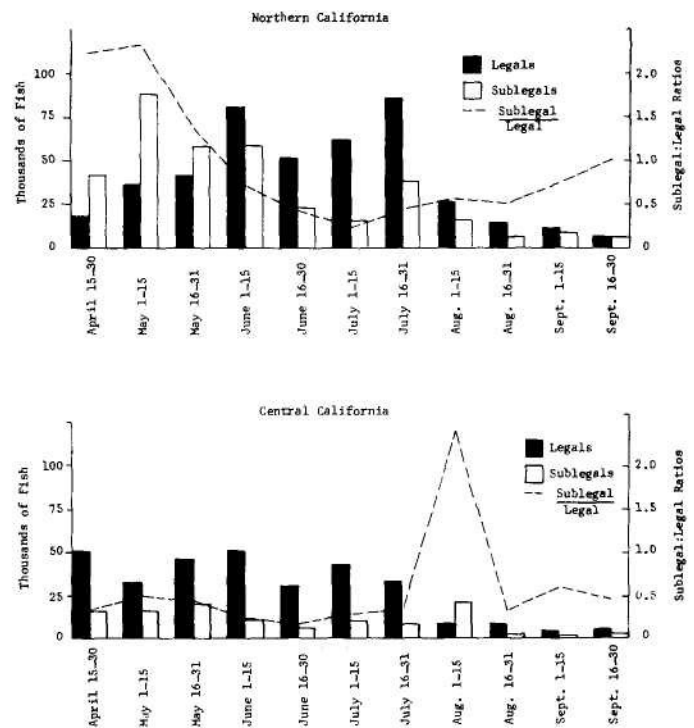 Northern California
Thousands of Fish
100
75
50
25
0
Legals
Sublegals
Sublegal
Legal
2.0
1.5
1.0
0.5
0
Sublegal:Legal Ratios
April 15-30
May 1-15
May 16-31
June 1-15
June 16-30
July 1-15
July 16-31
Aug. 1-15
Aug. 16-31
Sept. 1-15
Sept. 16-30
Central California
Thousands of Fish
100
75
50
25
0
Legals
Sublegals
Sublegal
Legal
2.0
1.5
1.0
0.5
0
Sublegal:Legal Ratios
April 15-30
May 1-15
May 16-31
June 1-15
June 16-30
July 1-15
July 16-31
Aug. 1-15
Aug. 16-31
Sept. 1-15
Sept. 16-30